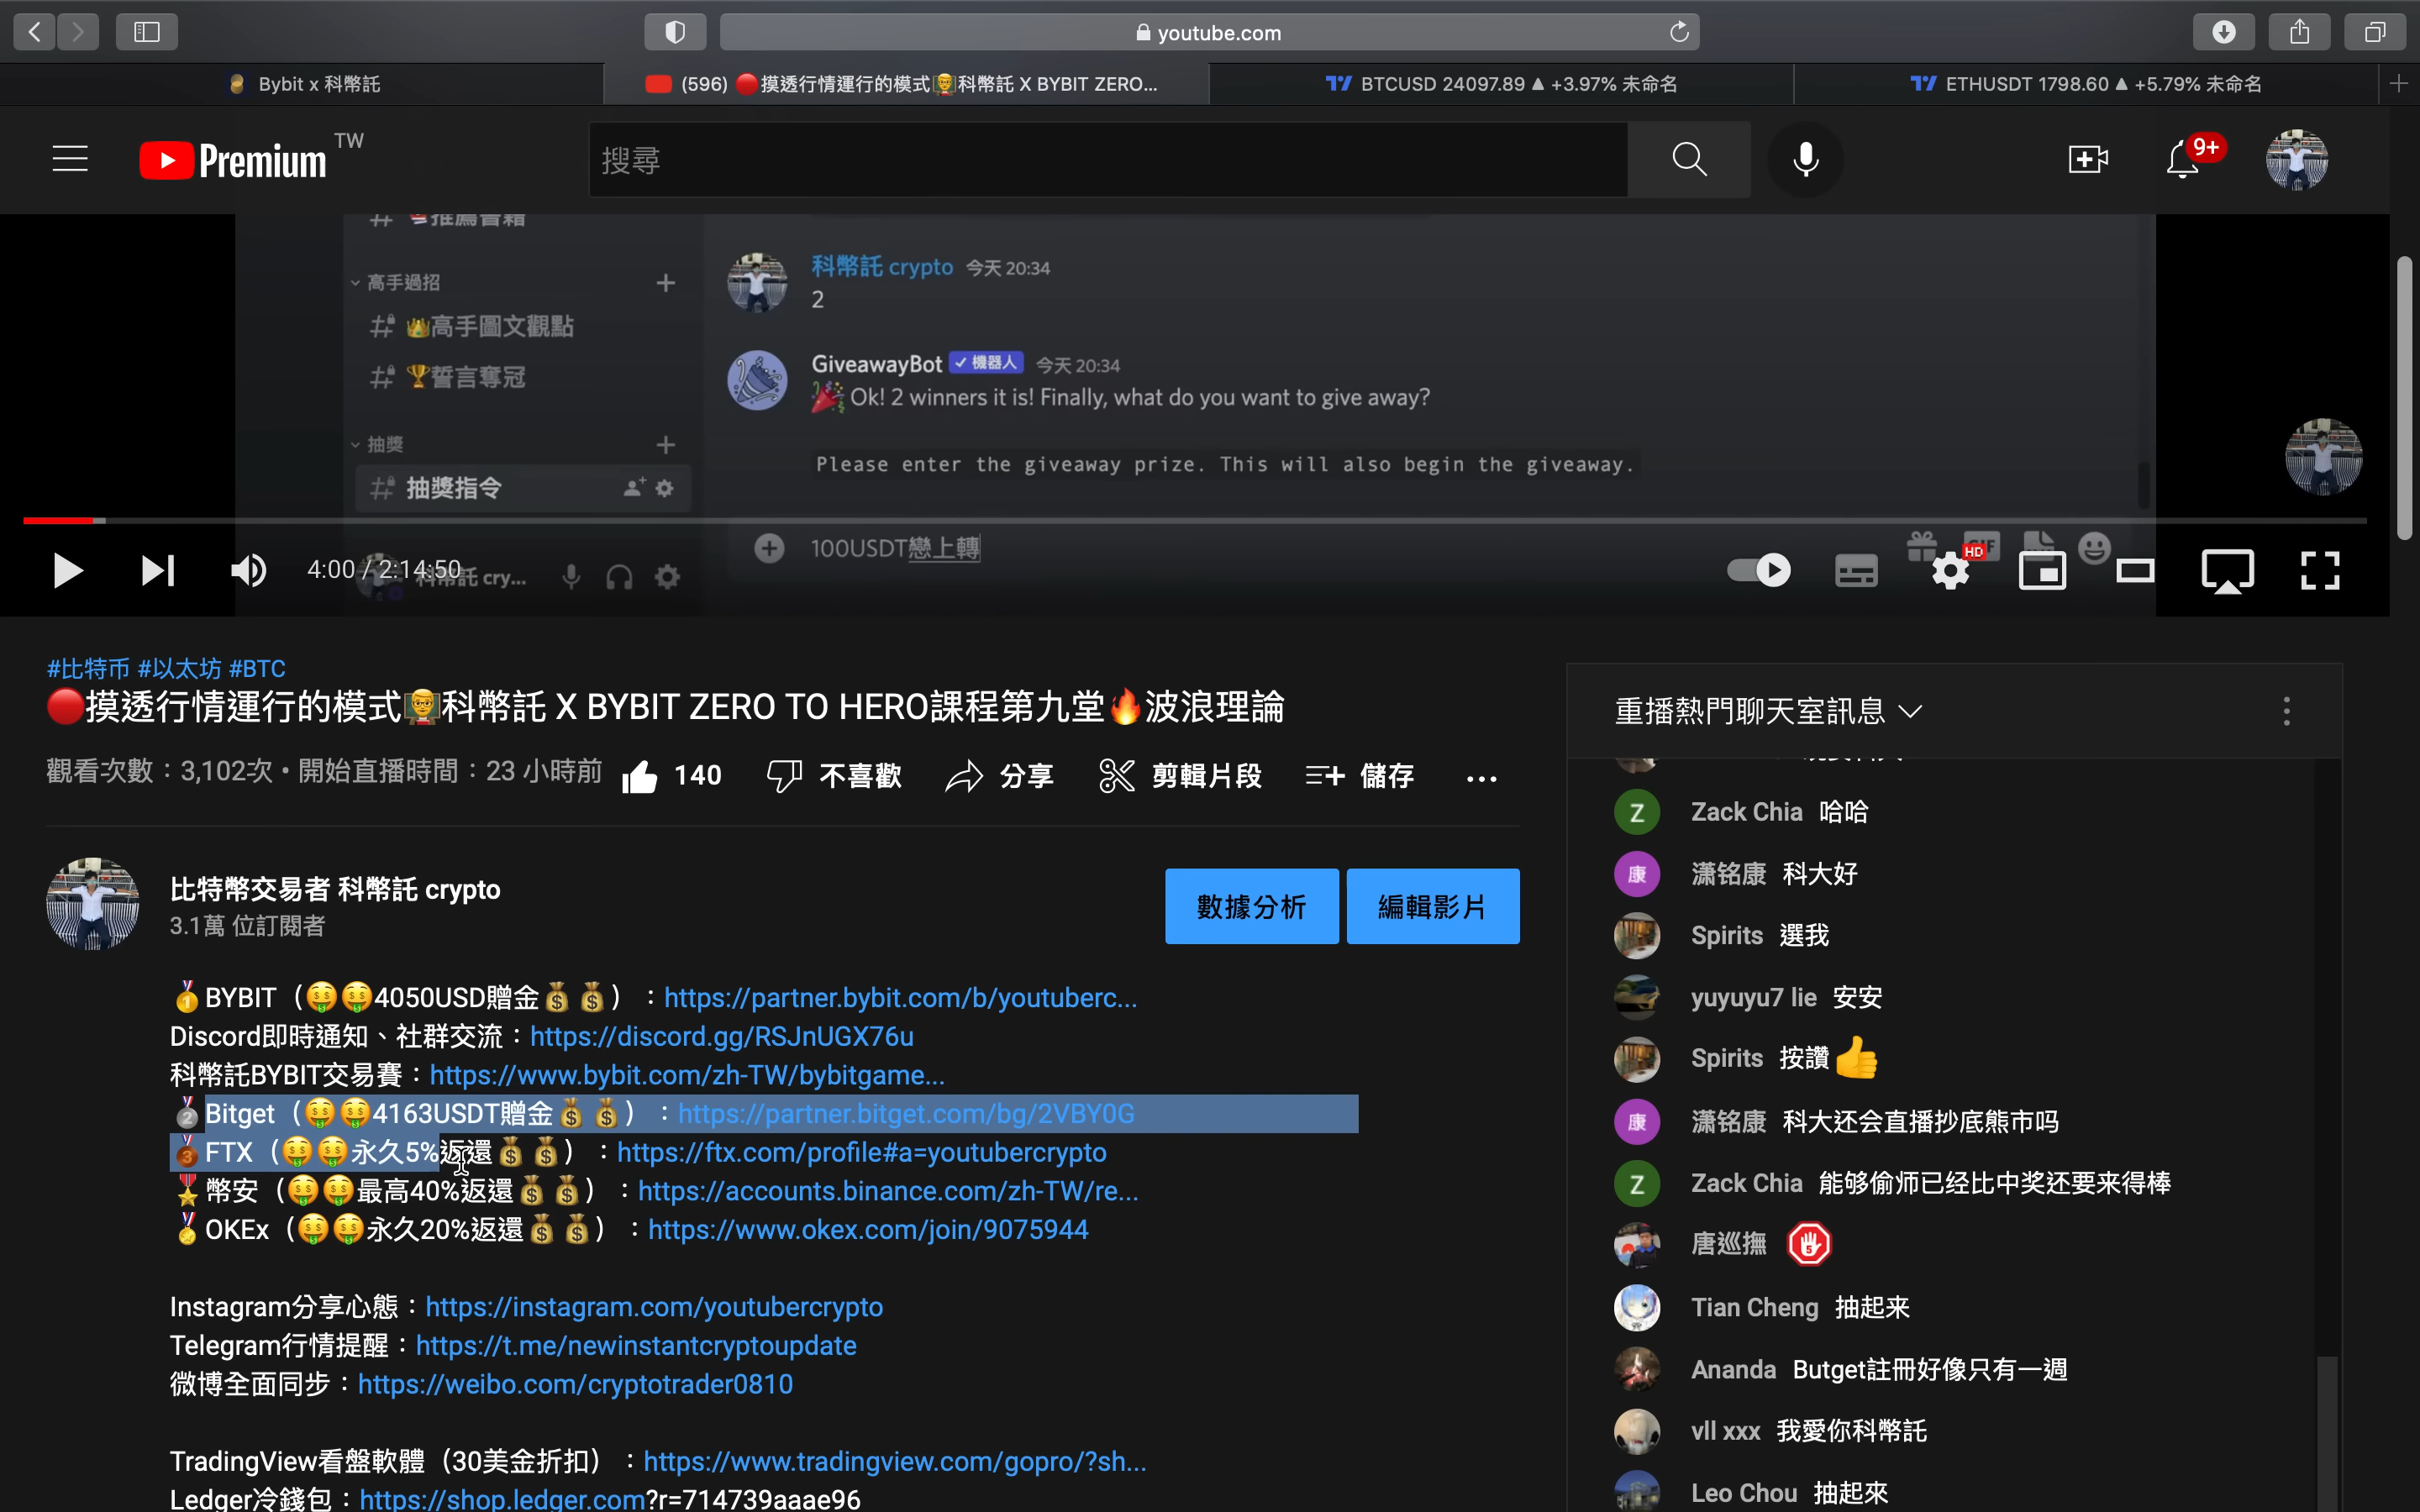 youtube.com
Bybit x 科幣託
(596) 🔴摸透行情運行的模式👨‍🏫科幣託 X BYBIT ZERO...
BTCUSD 24097.89 ▲ +3.97% 未命名
ETHUSDT 1798.60 ▲ +5.79% 未命名
Premium TW
搜尋
9+
# 推薦書籍
高手過招
# 👑高手圖文觀點
# 🏆誓言奪冠
抽獎
# 抽獎指令
科幣託 crypto 今天 20:34
2
GiveawayBot ✓ 機器人 今天 20:34
🎉 Ok! 2 winners it is! Finally, what do you want to give away?
Please enter the giveaway prize. This will also begin the giveaway.
100USDT戀上轉
GIF
HD
4:00 / 2:14:50
科幣託 cry...
#比特币 #以太坊 #BTC
🔴摸透行情運行的模式👨‍🏫科幣託 X BYBIT ZERO TO HERO課程第九堂🔥波浪理論
觀看次數：3,102次・開始直播時間：23 小時前
140 不喜歡 分享 剪輯片段 儲存 ...
比特幣交易者 科幣託 crypto
3.1萬 位訂閱者
數據分析
編輯影片
🥇BYBIT（🤑🤑4050USD贈金💰💰）：https://partner.bybit.com/b/youtuberc...
Discord即時通知、社群交流：https://discord.gg/RSJnUGX76u
科幣託BYBIT交易賽：https://www.bybit.com/zh-TW/bybitgame...
🥈Bitget（🤑🤑4163USDT贈金💰💰）：https://partner.bitget.com/bg/2VBY0G
🥉FTX（🤑🤑永久5%返還💰💰）：https://ftx.com/profile#a=youtubercrypto
🎖幣安（🤑🤑最高40%返還💰💰）：https://accounts.binance.com/zh-TW/re...
🏅OKEx（🤑🤑永久20%返還💰💰）：https://www.okex.com/join/9075944
Instagram分享心態：https://instagram.com/youtubercrypto
Telegram行情提醒：https://t.me/newinstantcryptoupdate
微博全面同步：https://weibo.com/cryptotrader0810
TradingView看盤軟體（30美金折扣）：https://www.tradingview.com/gopro/?sh...
Ledger冷錢包：https://shop.ledger.com?r=714739aaae96
重播熱門聊天室訊息
Z Zack Chia 哈哈
康 瀟铭康 科大好
Spirits 選我
yuyuyu7 lie 安安
Spirits 按讚👍
康 瀟铭康 科大还会直播抄底熊市吗
Z Zack Chia 能够偷师已经比中奖还要来得棒
唐巡撫
Tian Cheng 抽起来
Ananda Butget註冊好像只有一週
vll xxx 我愛你科幣託
Leo Chou 抽起來